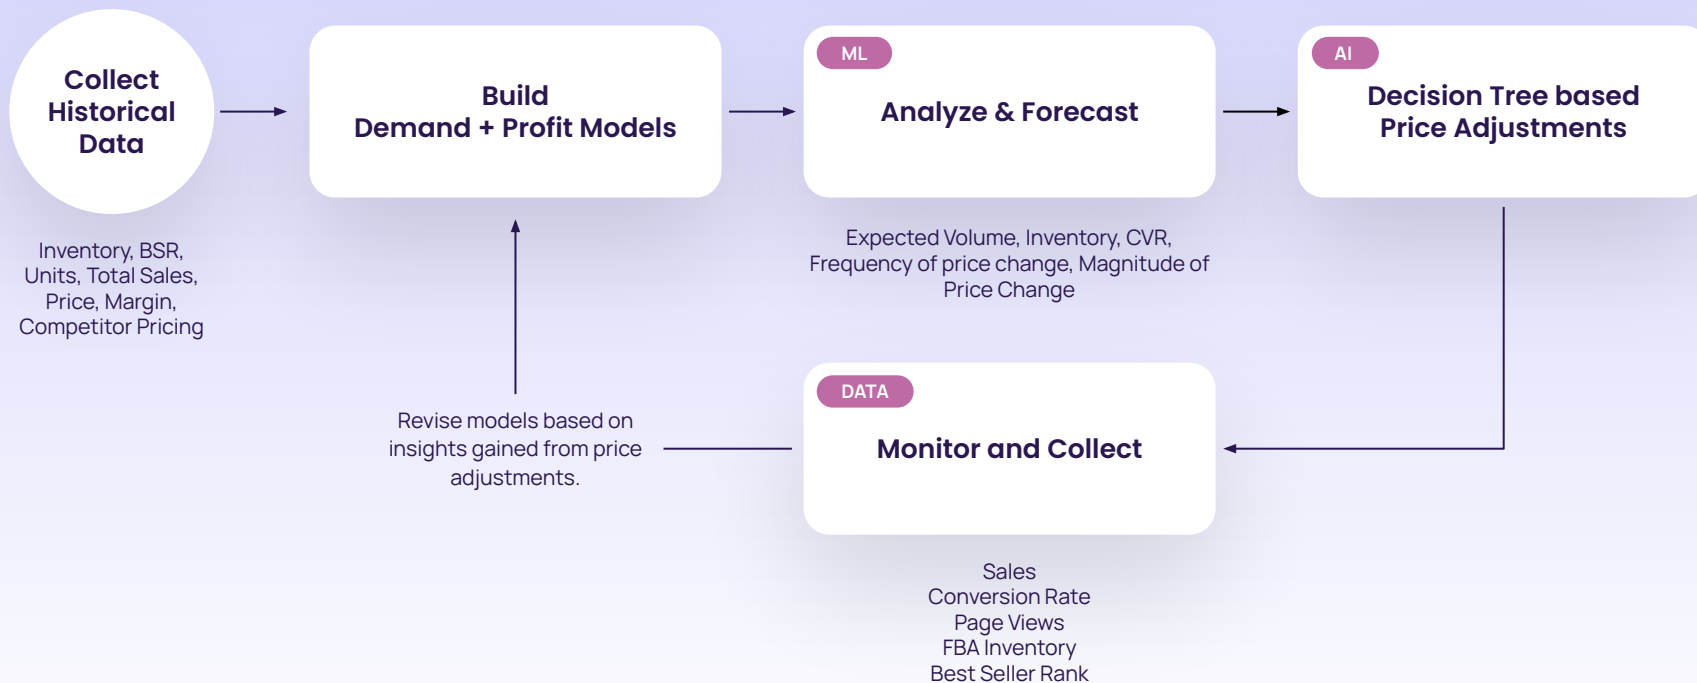 Collect
Historical
Data
Inventory, BSR,
Units, Total Sales,
Price, Margin,
Competitor Pricing
Build
Demand + Profit Models
ML
Analyze & Forecast
Expected Volume, Inventory, CVR,
Frequency of price change, Magnitude of
Price Change
AI
Decision Tree based
Price Adjustments
DATA
Monitor and Collect
Sales
Conversion Rate
Page Views
FBA Inventory
Best Seller Rank
Revise models based on
insights gained from price
adjustments.